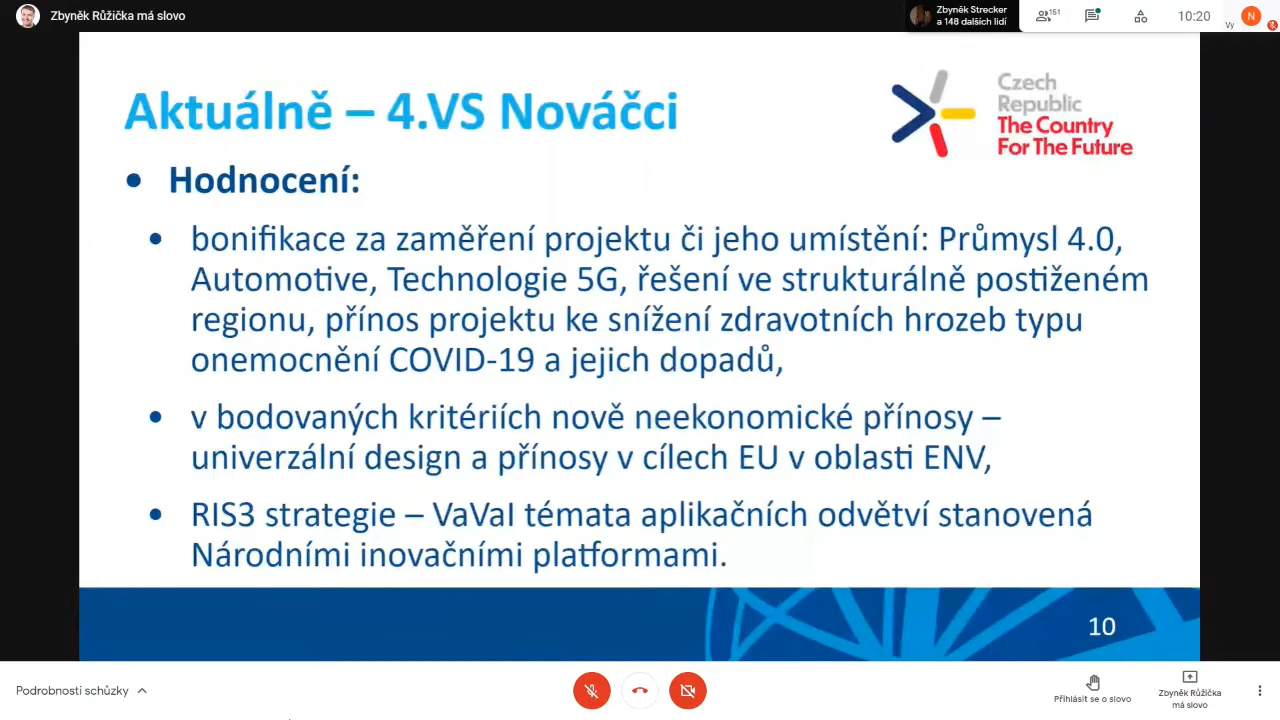 Zbyněk Růžička má slovo
Zbyněk Strecker
a 148 dalších lidí
151
10:20
Vy
N
Aktuálně – 4.VS Nováčci
Czech
Republic
The Country
For The Future
• Hodnocení:
• bonifikace za zaměření projektu či jeho umístění: Průmysl 4.0,
Automotive, Technologie 5G, řešení ve strukturálně postiženém
regionu, přínos projektu ke snížení zdravotních hrozeb typu
onemocnění COVID-19 a jejich dopadů,
• v bodovaných kritériích nově neekonomické přínosy –
univerzální design a přínosy v cílech EU v oblasti ENV,
• RIS3 strategie – VaVaI témata aplikačních odvětví stanovená
Národními inovačními platformami.
10
Podrobnosti schůzky
Přihlásit se o slovo
Zbyněk Růžička
má slovo